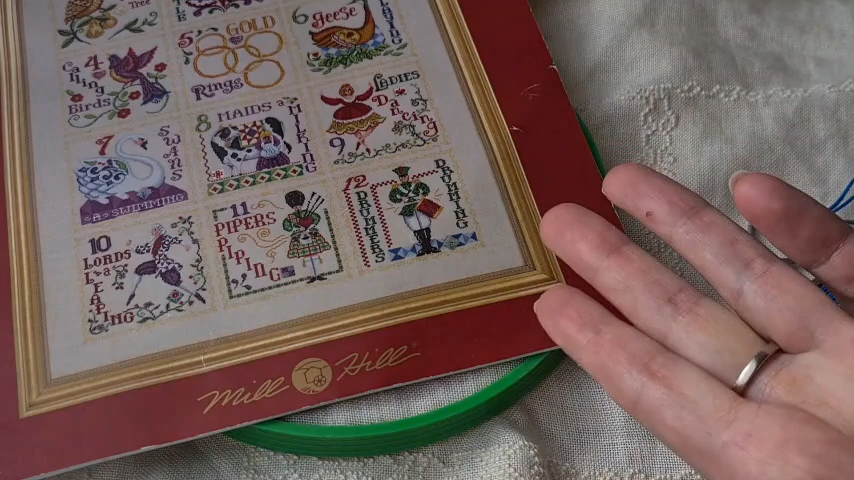 Tree
4 Calling Birds
5 GOLD Rings
6 Geese
LAYING
7 SWANS
A SWIMMING
8 MAIDS A MILKING
9 LADIES Dancing
10 LORDS a LEAPING
11 PIPERS PIPING
12 DRUMMERS DRUMMING
Mill Hill